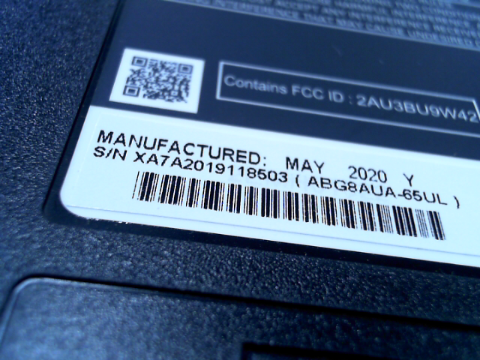 Contains FCC ID : 2AU3BU9W42
MANUFACTURED: MAY 2020 Y
S/N XA7A2019118503 ( ABG8AUA-65UL )